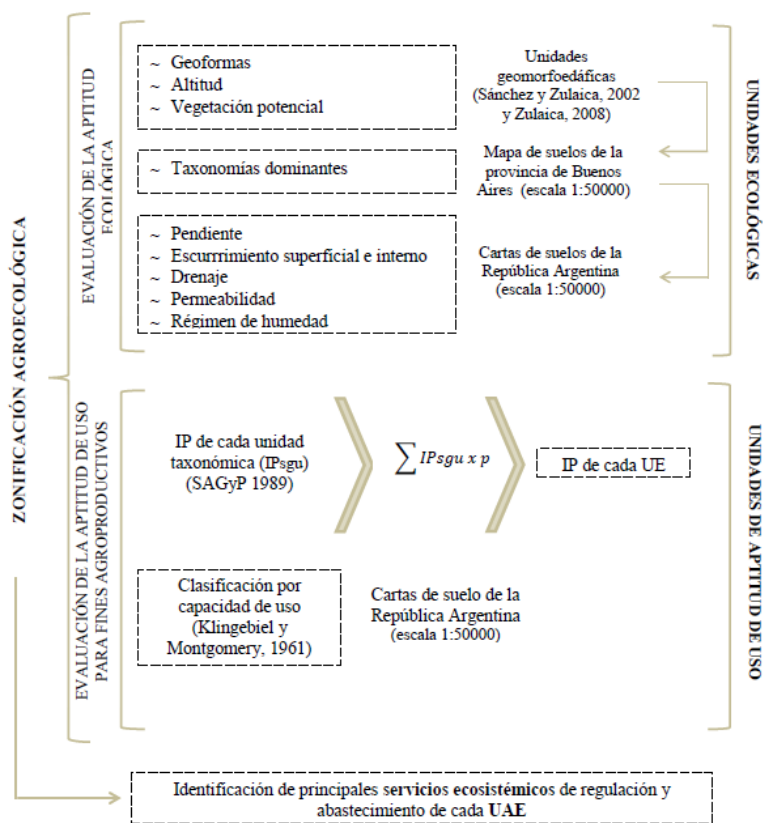 ZONIFICACIÓN AGROECOLÓGICA
EVALUACIÓN DE LA APTITUD
ECOLÓGICA
~ Geoformas
~ Altitud
~ Vegetación potencial
Unidades
geomorfoedáficas
(Sánchez y Zulaica, 2002
y Zulaica, 2008)
~ Taxonomías dominantes
Mapa de suelos de la
provincia de Buenos
Aires (escala 1:50000)
~ Pendiente
~ Escurrrimiento superficial e interno
~ Drenaje
~ Permeabilidad
~ Régimen de humedad
Cartas de suelos de la
República Argentina
(escala 1:50000)
UNIDADES ECOLÓGICAS
EVALUACIÓN DE LA APTITUD DE USO
PARA FINES AGROPRODUCTIVOS
IP de cada unidad
taxonómica (IPsgu)
(SAGyP 1989)
∑ IPsgu x p
IP de cada UE
Clasificación por
capacidad de uso
(Klingebiel y
Montgomery, 1961)
Cartas de suelo de la
República Argentina
(escala 1:50000)
UNIDADES DE APTITUD DE USO
Identificación de principales servicios ecosistémicos de regulación y
abastecimiento de cada UAE